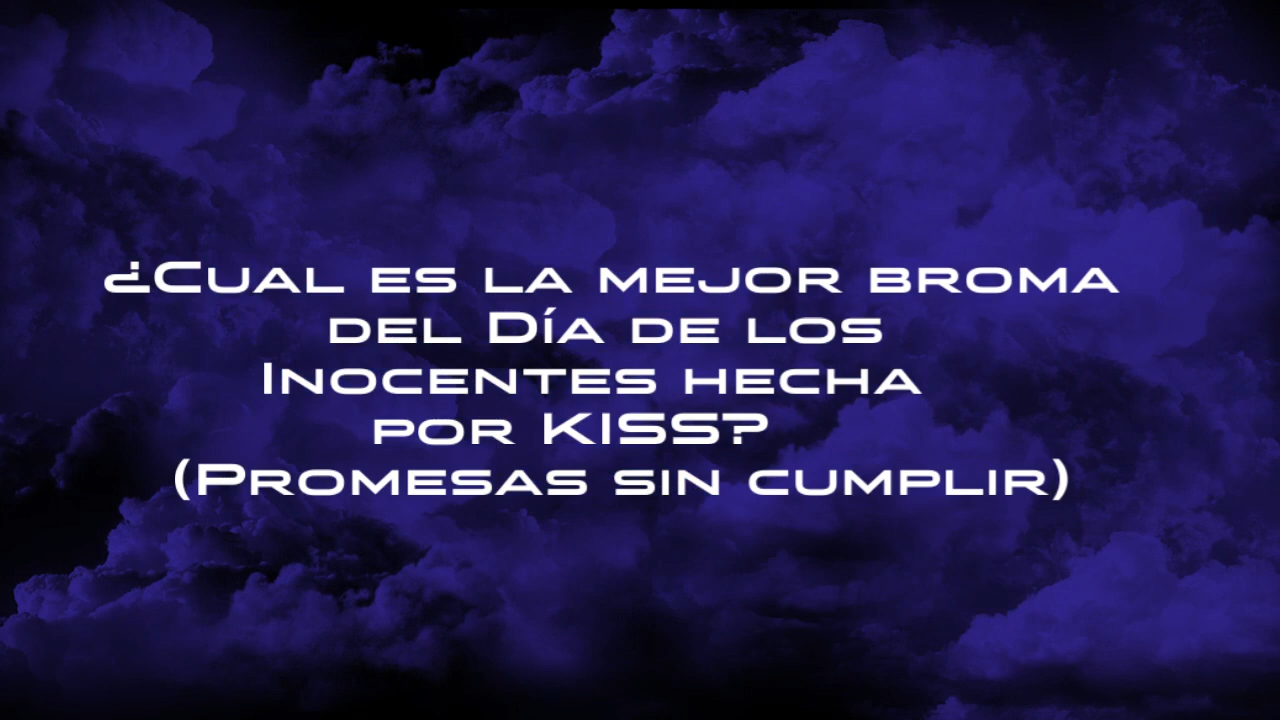 ¿Cual es la mejor broma
del Día de los
Inocentes hecha
por KISS?
(Promesas sin cumplir)